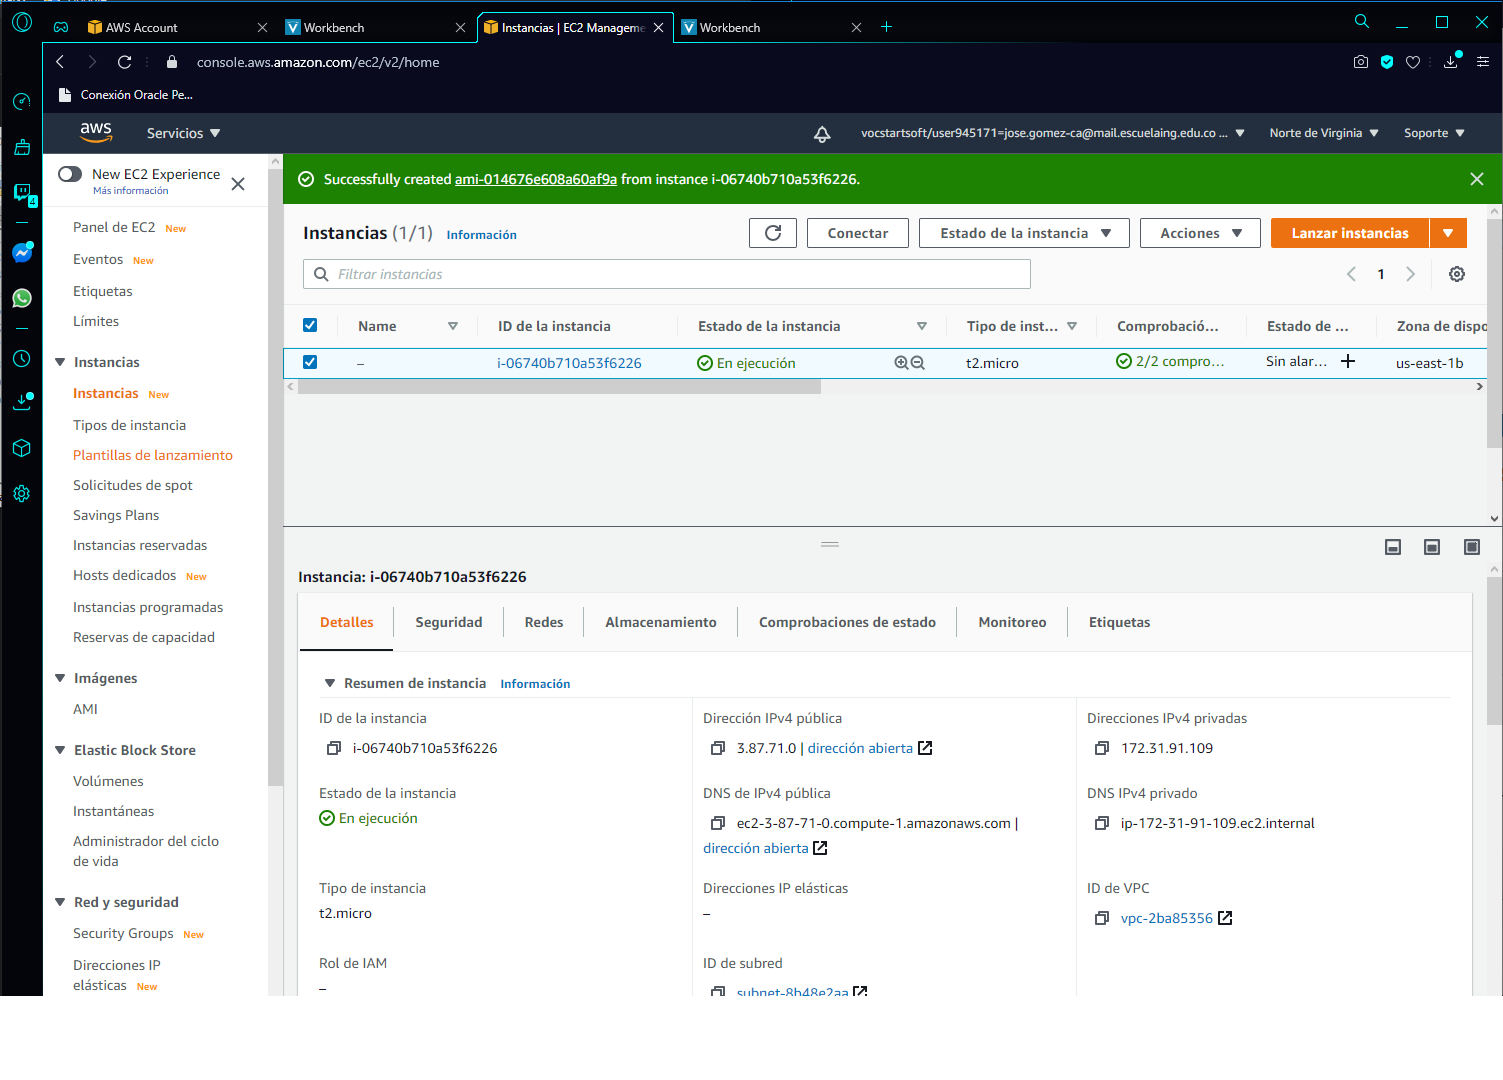 AWS Account
Workbench
Instancias | EC2 Manageme
Workbench
console.aws.amazon.com/ec2/v2/home
Conexión Oracle Pe...
aws
Servicios
vocstartsoft/user945171=jose.gomez-ca@mail.escuelaing.edu.co ...
Norte de Virginia
Soporte
4
New EC2 Experience
Más información
Panel de EC2 New
Eventos New
Etiquetas
Límites
Instancias
Instancias New
Tipos de instancia
Plantillas de lanzamiento
Solicitudes de spot
Savings Plans
Instancias reservadas
Hosts dedicados New
Instancias programadas
Reservas de capacidad
Imágenes
AMI
Elastic Block Store
Volúmenes
Instantáneas
Administrador del ciclo
de vida
Red y seguridad
Security Groups New
Direcciones IP
elásticas New
Successfully created ami-014676e608a60af9a from instance i-06740b710a53f6226.
Instancias (1/1) Información
Conectar
Estado de la instancia
Acciones
Lanzar instancias
Filtrar instancias
1
Name
ID de la instancia
Estado de la instancia
Tipo de inst...
Comprobació...
Estado de ...
Zona de dispo
–
i-06740b710a53f6226
En ejecución
t2.micro
2/2 compro...
Sin alar...
us-east-1b
Instancia: i-06740b710a53f6226
Detalles
Seguridad
Redes
Almacenamiento
Comprobaciones de estado
Monitoreo
Etiquetas
Resumen de instancia Información
ID de la instancia
i-06740b710a53f6226
Dirección IPv4 pública
3.87.71.0 | dirección abierta
Direcciones IPv4 privadas
172.31.91.109
Estado de la instancia
En ejecución
DNS de IPv4 pública
ec2-3-87-71-0.compute-1.amazonaws.com |
dirección abierta
DNS IPv4 privado
ip-172-31-91-109.ec2.internal
Tipo de instancia
t2.micro
Direcciones IP elásticas
–
ID de VPC
vpc-2ba85356
Rol de IAM
–
ID de subred
subnet-8b48e2aa